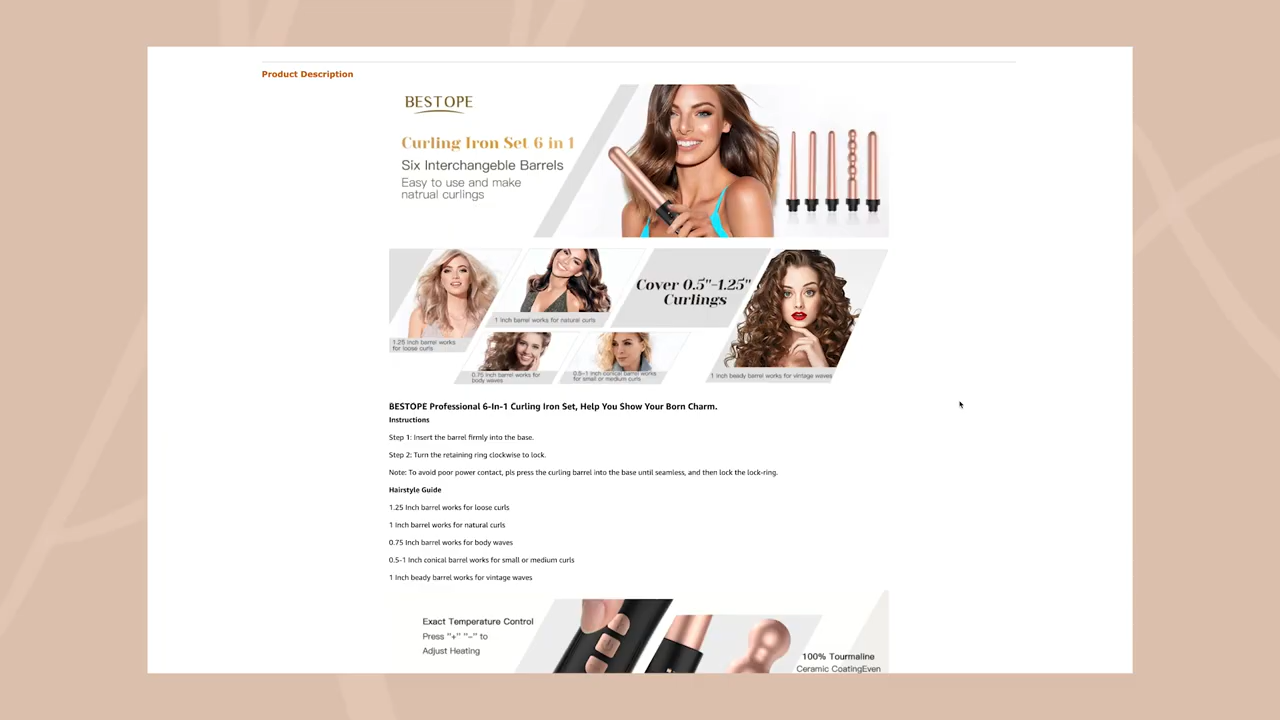 Product Description
BESTOPE
Curling Iron Set 6 in 1
Six Interchangeble Barrels
Easy to use and make
natrual curlings
Cover 0.5"-1.25"
Curlings
1 Inch barrel works for natural curls
1.25 Inch barrel works
for loose curls
0.75 Inch barrel works for
body waves
0.5-1 Inch conical barrel works
for small or medium curls
1 Inch beady barrel works for vintage waves
BESTOPE Professional 6-In-1 Curling Iron Set, Help You Show Your Born Charm.
Instructions
Step 1: Insert the barrel firmly into the base.
Step 2: Turn the retaining ring clockwise to lock.
Note: To avoid poor power contact, pls press the curling barrel into the base until seamless, and then lock the lock-ring.
Hairstyle Guide
1.25 Inch barrel works for loose curls
1 Inch barrel works for natural curls
0.75 Inch barrel works for body waves
0.5-1 Inch conical barrel works for small or medium curls
1 Inch beady barrel works for vintage waves
Exact Temperature Control
Press "+" "-" to
Adjust Heating
100% Tourmaline
Ceramic CoatingEven